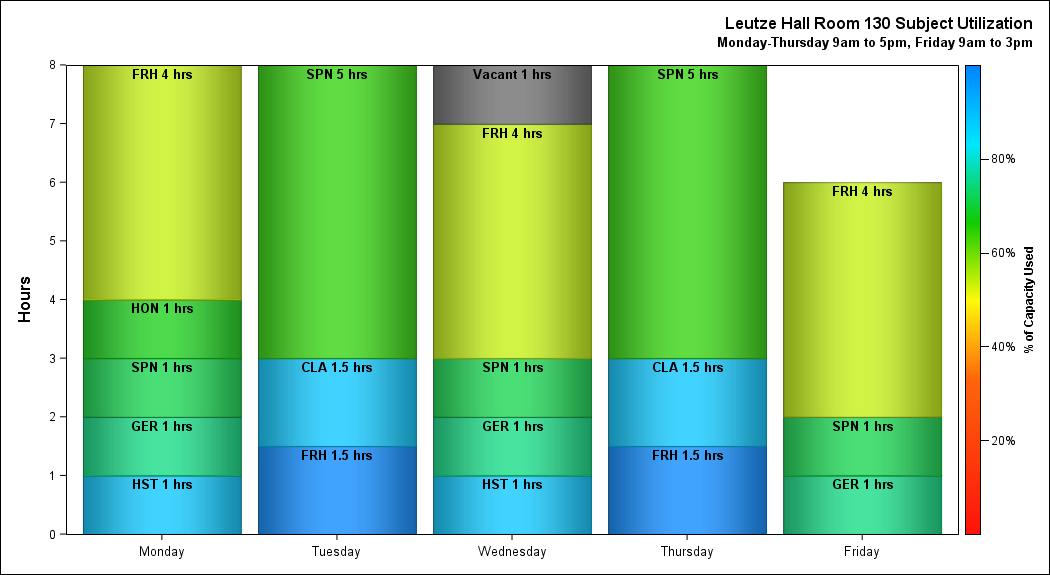 Leutze Hall Room 130 Subject Utilization
Monday-Thursday 9am to 5pm, Friday 9am to 3pm
Hours
8
7
6
5
4
3
2
1
0
FRH 4 hrs
HON 1 hrs
SPN 1 hrs
GER 1 hrs
HST 1 hrs
SPN 5 hrs
CLA 1.5 hrs
FRH 1.5 hrs
Vacant 1 hrs
FRH 4 hrs
SPN 1 hrs
GER 1 hrs
HST 1 hrs
SPN 5 hrs
CLA 1.5 hrs
FRH 1.5 hrs
FRH 4 hrs
SPN 1 hrs
GER 1 hrs
Monday
Tuesday
Wednesday
Thursday
Friday
80%
60%
40%
20%
% of Capacity Used